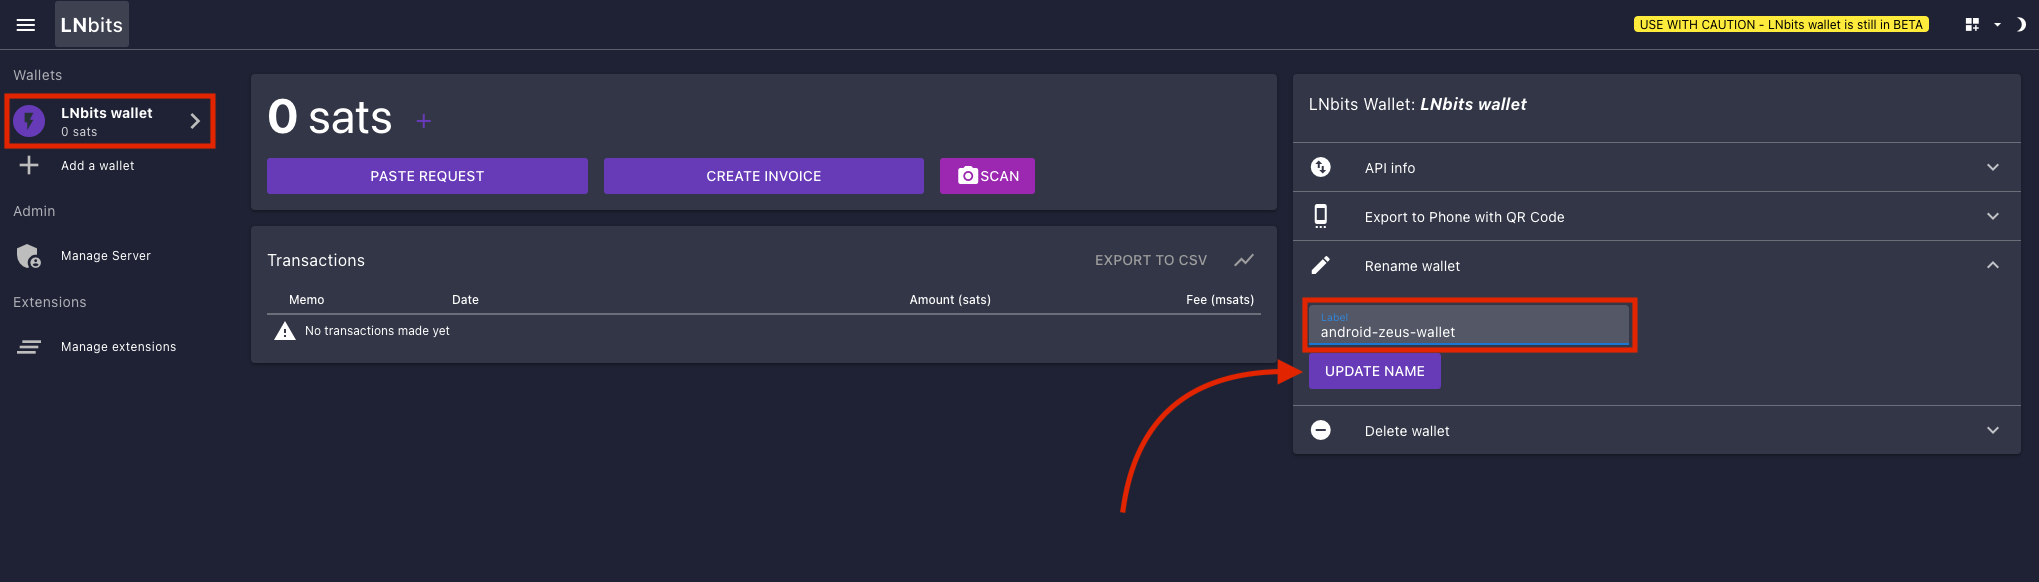 LNbits
USE WITH CAUTION - LNbits wallet is still in BETA
Wallets
LNbits wallet
0 sats
Add a wallet
Admin
Manage Server
Extensions
Manage extensions
0 sats +
PASTE REQUEST
CREATE INVOICE
SCAN
Transactions
EXPORT TO CSV
Memo Date Amount (sats) Fee (msats)
No transactions made yet
LNbits Wallet: LNbits wallet
API info
Export to Phone with QR Code
Rename wallet
Label
android-zeus-wallet
UPDATE NAME
Delete wallet